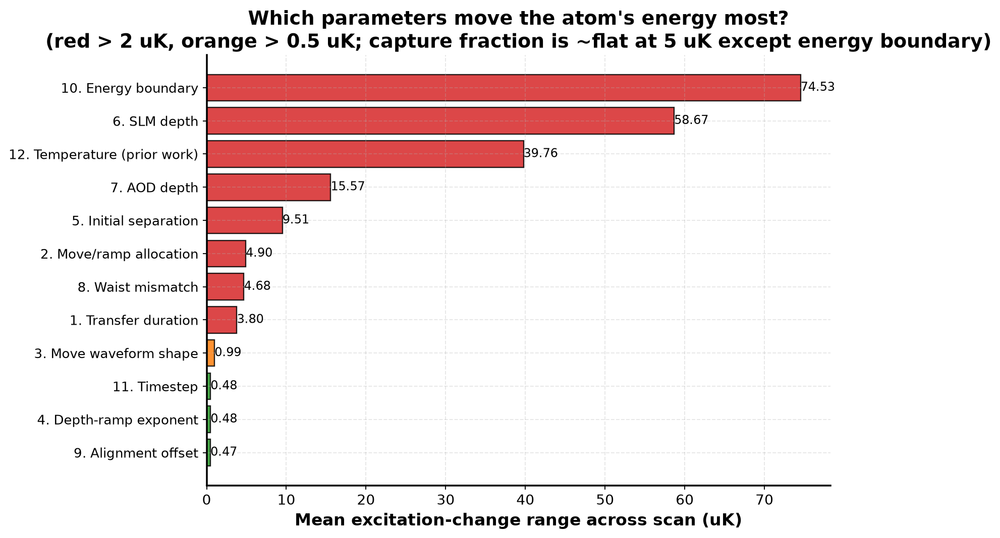 Which parameters move the atom's energy most?
(red > 2 uK, orange > 0.5 uK; capture fraction is ~flat at 5 uK except energy boundary)
10. Energy boundary 74.53
6. SLM depth 58.67
12. Temperature (prior work) 39.76
7. AOD depth 15.57
5. Initial separation 9.51
2. Move/ramp allocation 4.90
8. Waist mismatch 4.68
1. Transfer duration 3.80
3. Move waveform shape 0.99
11. Timestep 0.48
4. Depth-ramp exponent 0.48
9. Alignment offset 0.47
0 10 20 30 40 50 60 70
Mean excitation-change range across scan (uK)